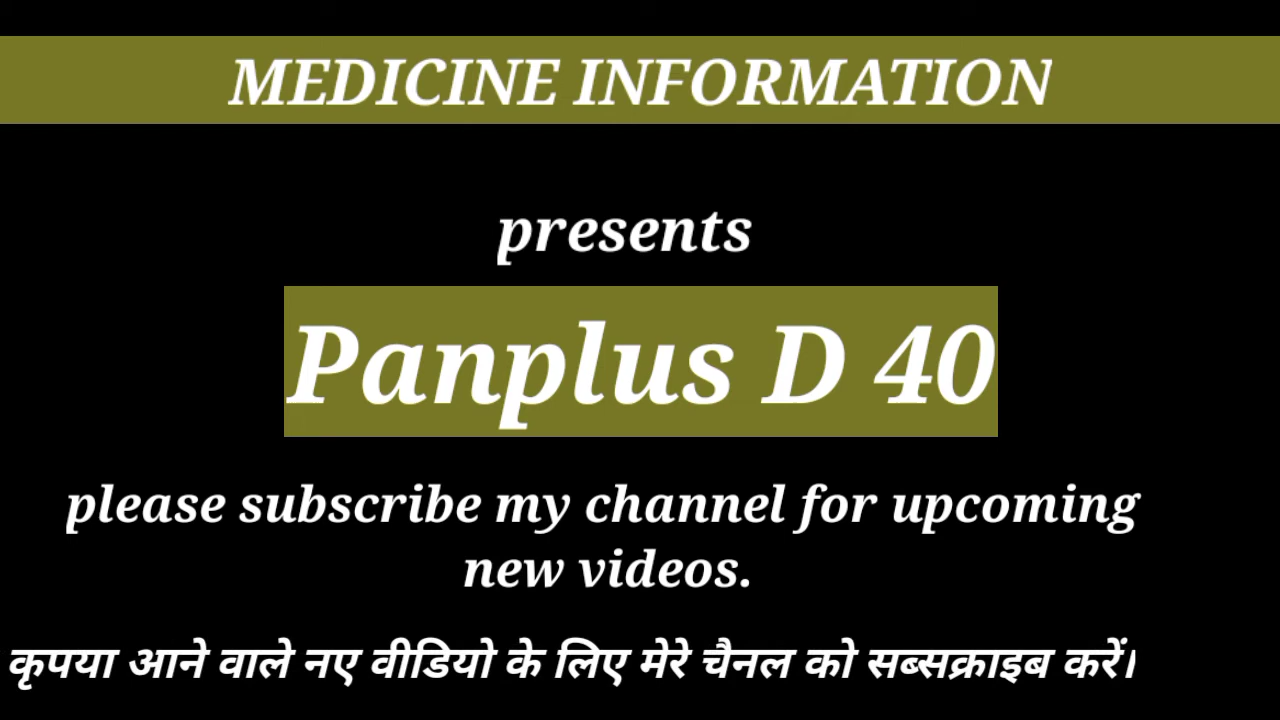 MEDICINE INFORMATION
presents
Panplus D 40
please subscribe my channel for upcoming
new videos.
कृपया आने वाले नए वीडियो के लिए मेरे चैनल को सब्सक्राइब करें।